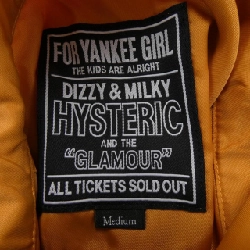 FOR YANKEE GIRL
THE KIDS ARE ALRIGHT
DIZZY & MILKY
HYSTERIC
AND THE
"GLAMOUR"
ALL TICKETS SOLD OUT
Medium